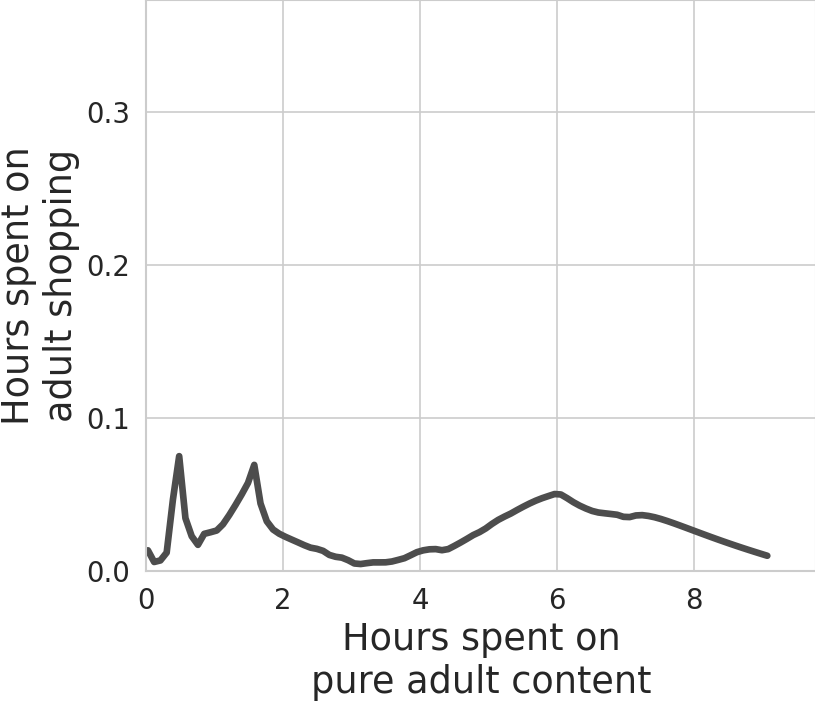 Hours spent on
adult shopping
0.3
0.2
0.1
0.0
0 2 4 6 8
Hours spent on
pure adult content